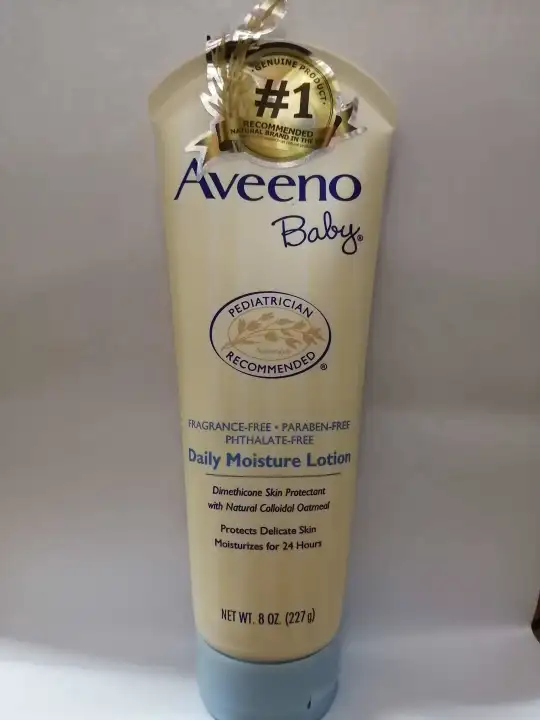 •GENUINE PRODUCT•
#1
RECOMMENDED
NATURAL BRAND IN THE
Aveeno
Baby®
PEDIATRICIAN
RECOMMENDED®
FRAGRANCE-FREE • PARABEN-FREE
PHTHALATE-FREE
Daily Moisture Lotion
Dimethicone Skin Protectant
with Natural Colloidal Oatmeal
Protects Delicate Skin
Moisturizes for 24 Hours
NET WT. 8 OZ. (227g)